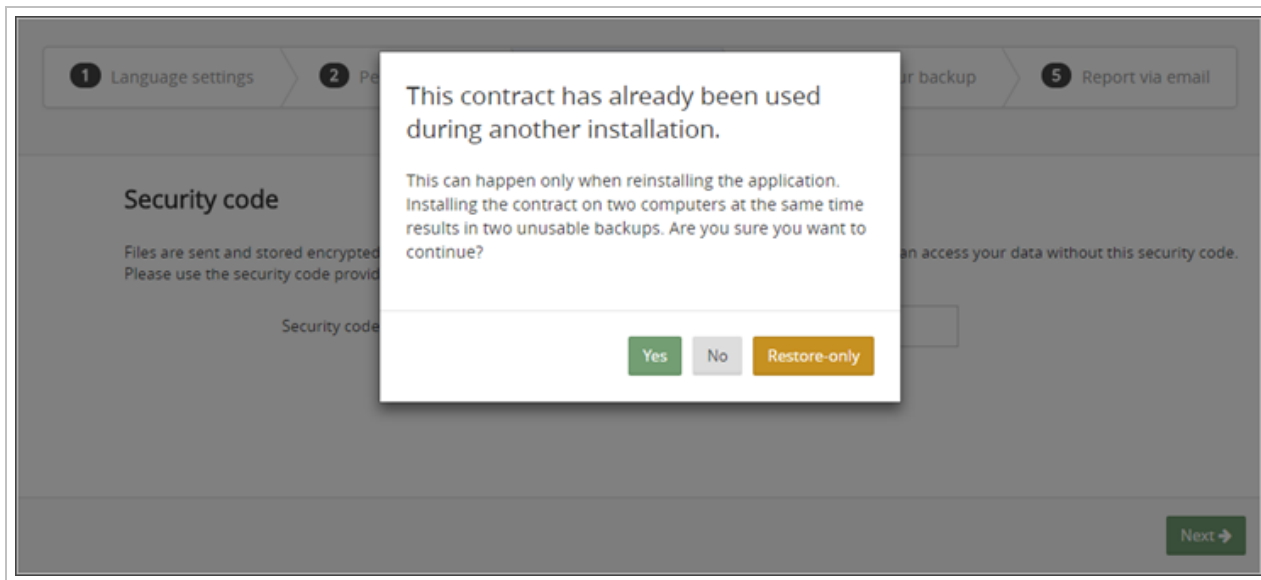 1 Language settings
2 Pe
ur backup
5 Report via email
This contract has already been used
during another installation.
This can happen only when reinstalling the application.
Installing the contract on two computers at the same time
results in two unusable backups. Are you sure you want to
continue?
Yes
No
Restore-only
Security code
Files are sent and stored encrypted
an access your data without this security code.
Please use the security code provid
Security code
Next